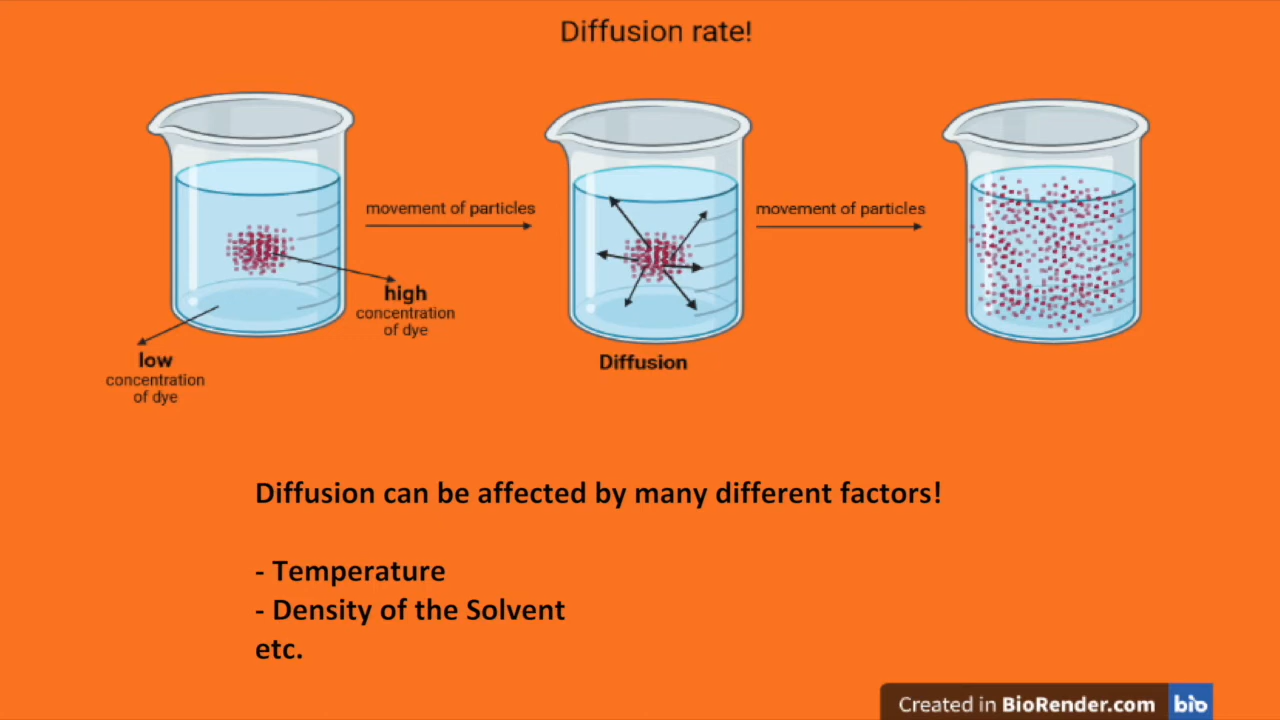 Diffusion rate!
movement of particles
movement of particles
high
concentration
of dye
low
concentration
of dye
Diffusion
Diffusion can be affected by many different factors!
- Temperature
- Density of the Solvent
etc.
Created in BioRender.com bio